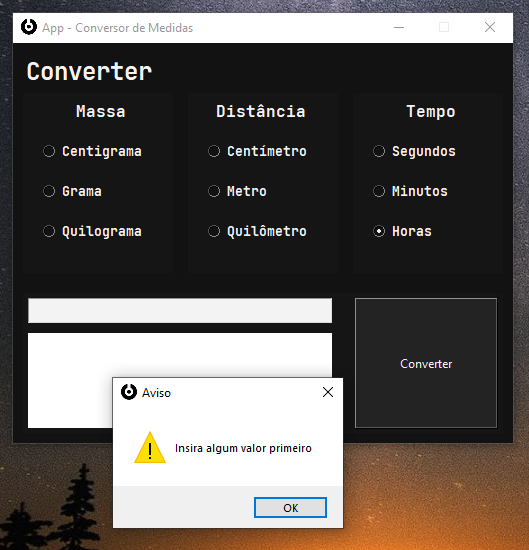 App - Conversor de Medidas
Converter
Massa
Centigrama
Grama
Quilograma
Distância
Centímetro
Metro
Quilômetro
Tempo
Segundos
Minutos
Horas
Converter
Aviso
Insira algum valor primeiro
OK